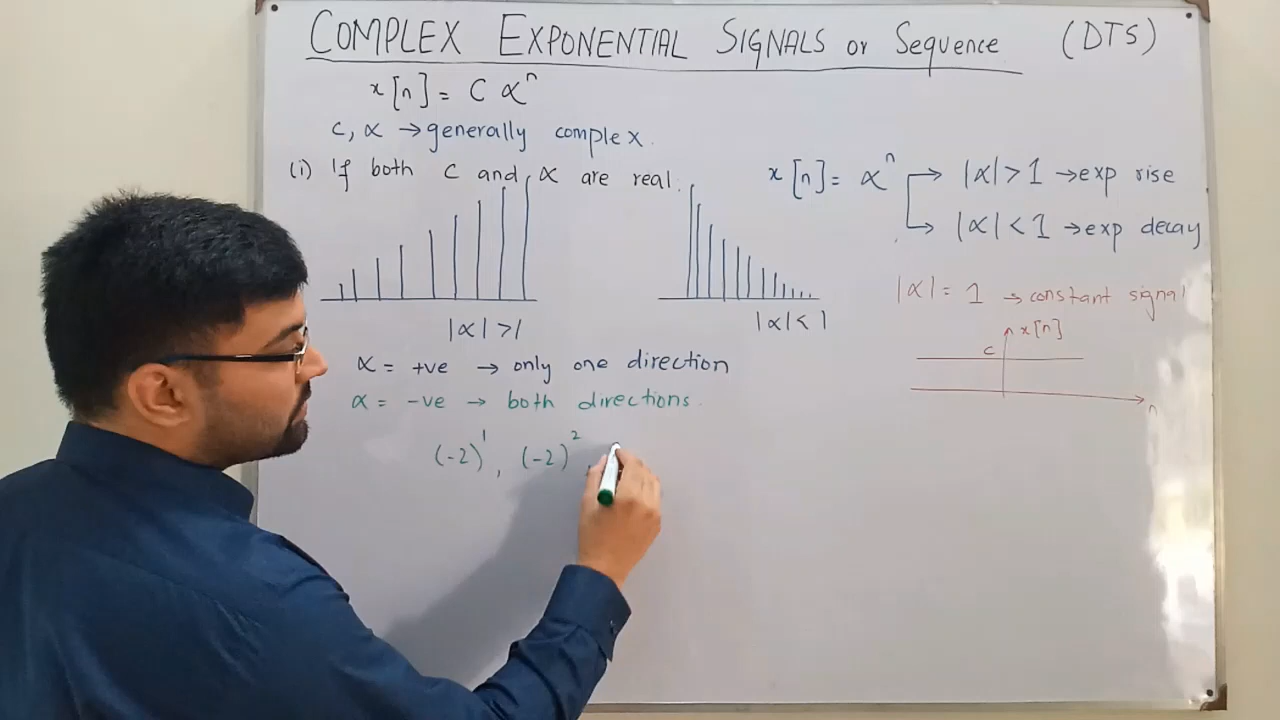 COMPLEX EXPONENTIAL SIGNALS or Sequence (DTS)
x[n] = C α^n
C, α → generally complex.
(i) If both C and α are real.
x[n] = α^n
|α| > 1 → exp rise
|α| < 1 → exp decay
|α| = 1 → constant signal
x[n]
c
n
|α| > 1
|α| < 1
α = +ve → only one direction
α = -ve → both directions.
(-2)^1, (-2)^2,